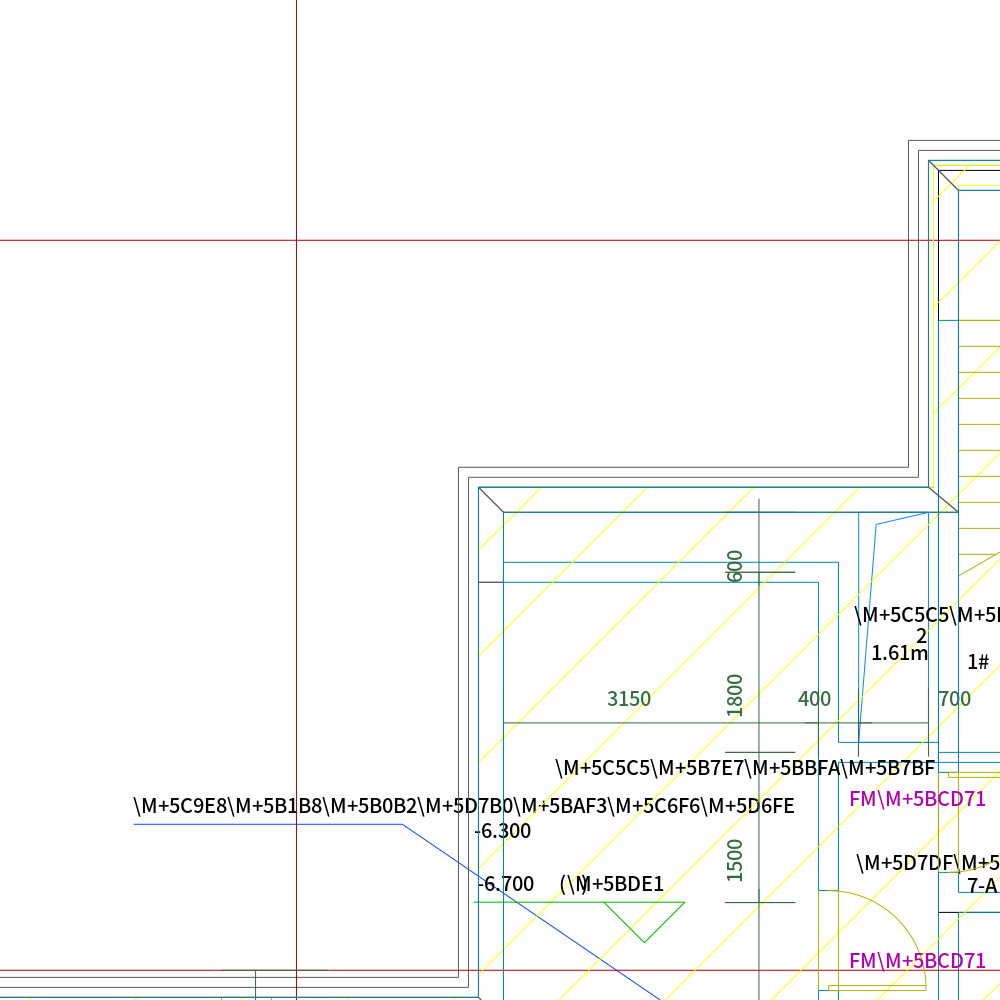 600
\M+5C5C5\M+5
2
1.61m
1#
1800
3150
400
700
\M+5C5C5\M+5B7E7\M+5BBFA\M+5B7BF
FM\M+5BCD71
\M+5C9E8\M+5B1B8\M+5B0B2\M+5D7B0\M+5BAF3\M+5C6F6\M+5D6FE
-6.300
1500
\M+5D7DF\M+5
-6.700
(\M+5BDE1
7-A
FM\M+5BCD71